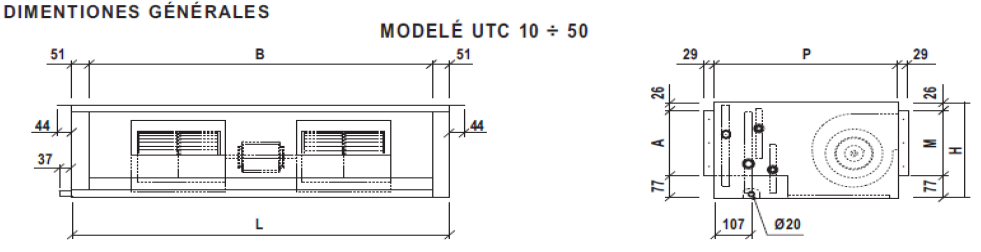 DIMENTIONES GÉNÉRALES
MODELÉ UTC 10 ÷ 50
51 B 51
29 P 29
44 44
37
L
26 26
A M H
77 77
107 Ø20